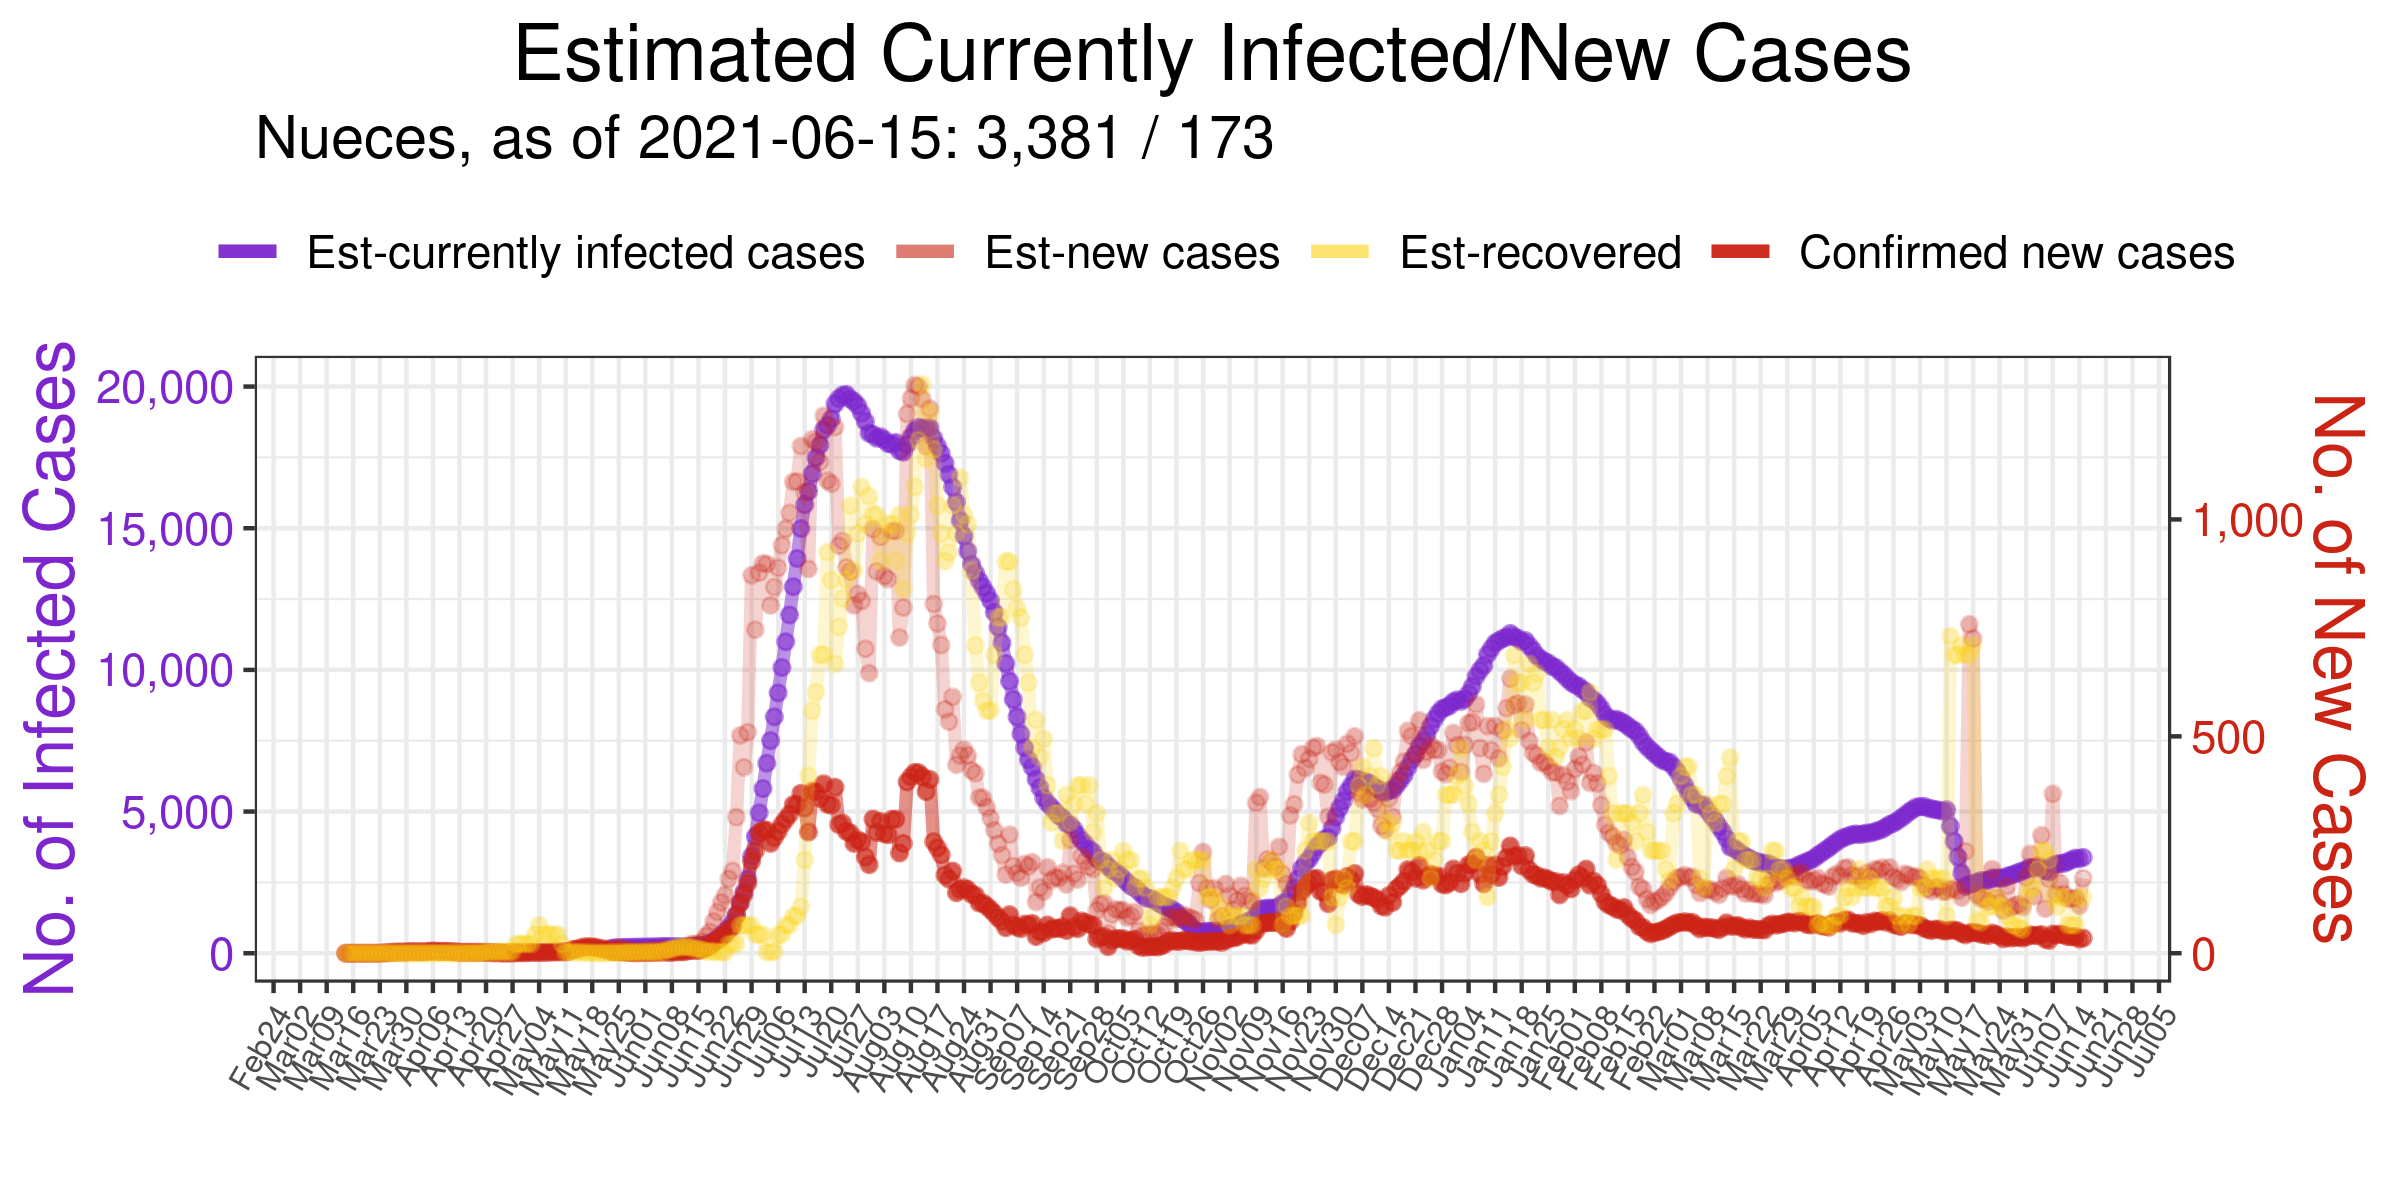 Estimated Currently Infected/New Cases
Nueces, as of 2021-06-15: 3,381 / 173
Est-currently infected cases
Est-new cases
Est-recovered
Confirmed new cases
No. of Infected Cases
20,000
15,000
10,000
5,000
0
1,000
500
0
No. of New Cases
Feb24
Mar02
Mar09
Mar16
Mar23
Mar30
Apr06
Apr13
Apr20
Apr27
May04
May11
May18
May25
Jun01
Jun08
Jun15
Jun22
Jun29
Jul06
Jul13
Jul20
Jul27
Aug03
Aug10
Aug17
Aug24
Aug31
Sep07
Sep14
Sep21
Sep28
Oct05
Oct12
Oct19
Oct26
Nov02
Nov09
Nov16
Nov23
Nov30
Dec07
Dec14
Dec21
Dec28
Dec04
Jan11
Jan18
Jan25
Feb01
Feb08
Feb15
Feb22
Mar01
Mar08
Mar15
Mar22
Mar29
Apr05
Apr12
Apr19
Apr26
May03
May10
May17
May24
May31
Jun07
Jun14
Jun21
Jun28
Jul05